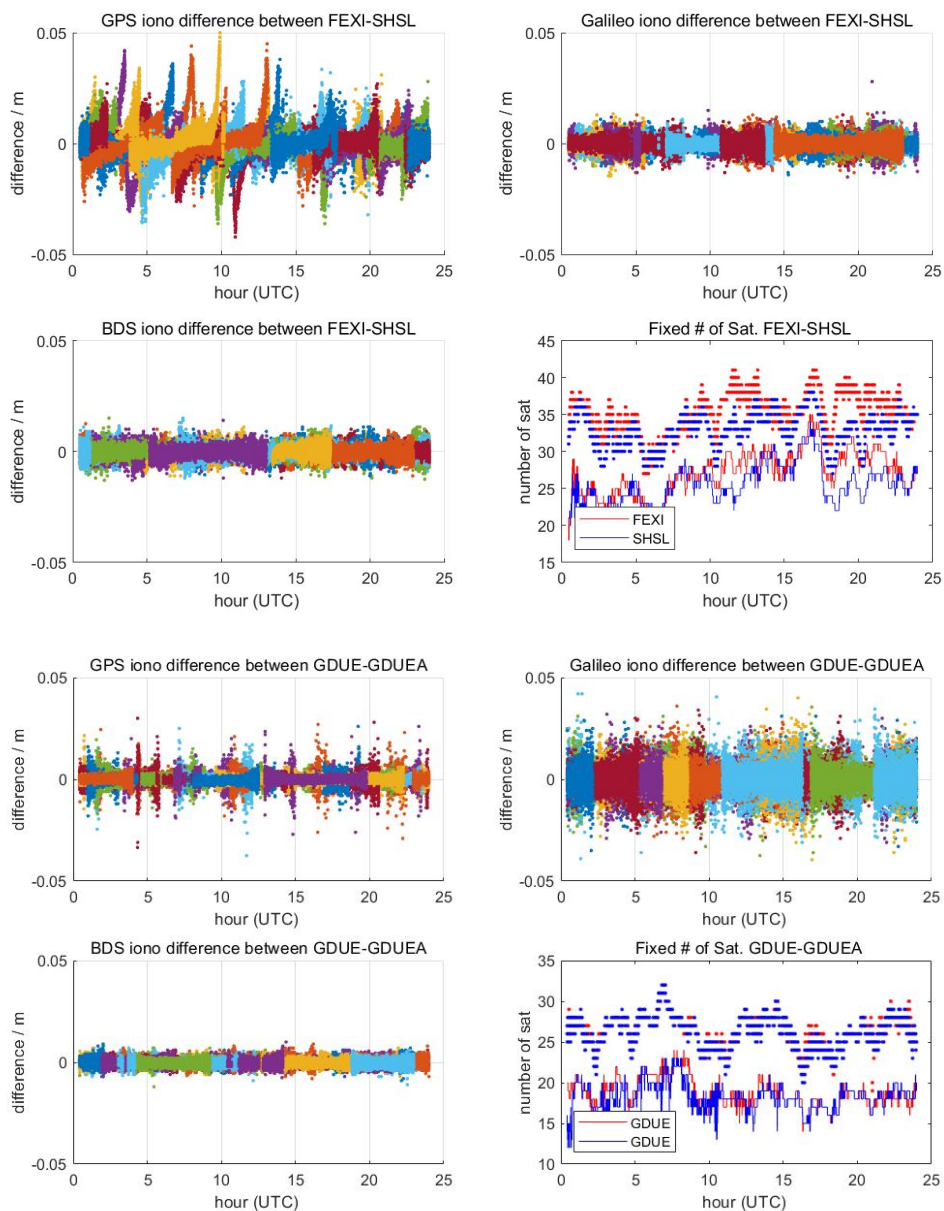 GPS iono difference between FEXI-SHSL
0.05
0
-0.05
difference / m
0 5 10 15 20 25
hour (UTC)
Galileo iono difference between FEXI-SHSL
0.05
0
-0.05
difference / m
0 5 10 15 20 25
hour (UTC)
BDS iono difference between FEXI-SHSL
0.05
0
-0.05
difference / m
0 5 10 15 20 25
hour (UTC)
Fixed # of Sat. FEXI-SHSL
45
40
35
30
25
20
15
number of sat
FEXI
SHSL
0 5 10 15 20 25
hour (UTC)
GPS iono difference between GDUE-GDUEA
0.05
0
-0.05
difference / m
0 5 10 15 20 25
hour (UTC)
Galileo iono difference between GDUE-GDUEA
0.05
0
-0.05
difference / m
0 5 10 15 20 25
hour (UTC)
BDS iono difference between GDUE-GDUEA
0.05
0
-0.05
difference / m
0 5 10 15 20 25
hour (UTC)
Fixed # of Sat. GDUE-GDUEA
35
30
25
20
15
10
number of sat
GDUE
GDUE
0 5 10 15 20 25
hour (UTC)